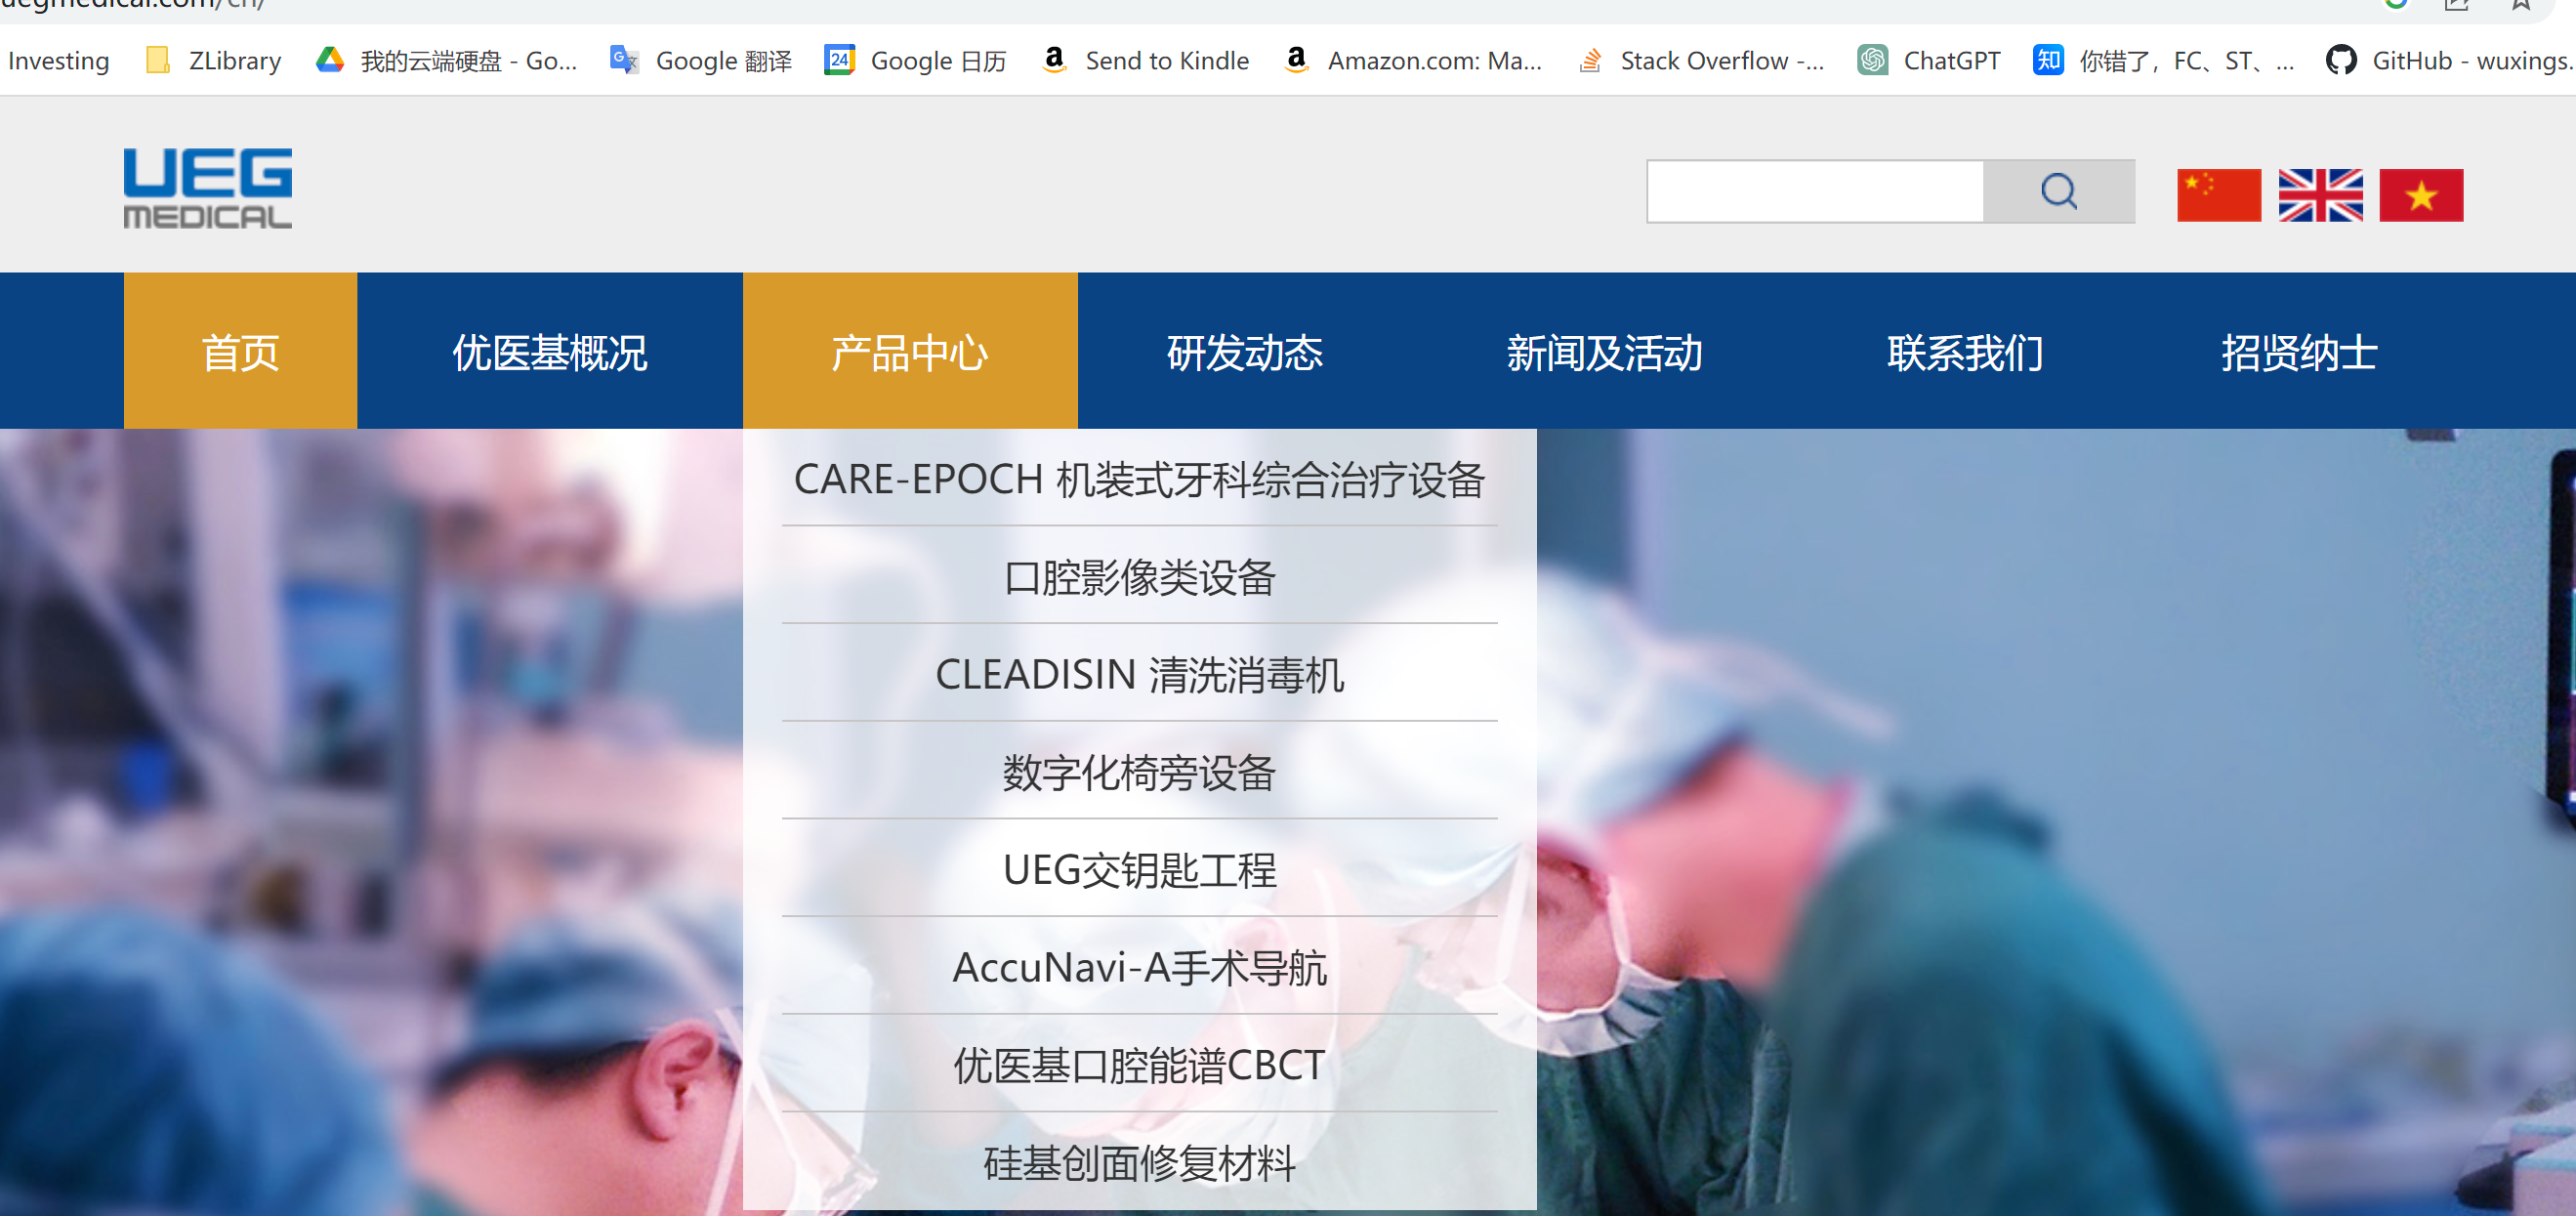 uegmedical.com/cn/
Investing ZLibrary 我的云端硬盘 - Go... Google 翻译 24 Google 日历 Send to Kindle Amazon.com: Ma... Stack Overflow -... ChatGPT 知 你错了，FC、ST、... GitHub - wuxings.
UEG
MEDICAL
首页 优医基概况 产品中心 研发动态 新闻及活动 联系我们 招贤纳士
CARE-EPOCH 机装式牙科综合治疗设备
口腔影像类设备
CLEADISIN 清洗消毒机
数字化椅旁设备
UEG交钥匙工程
AccuNavi-A手术导航
优医基口腔能谱CBCT
硅基创面修复材料